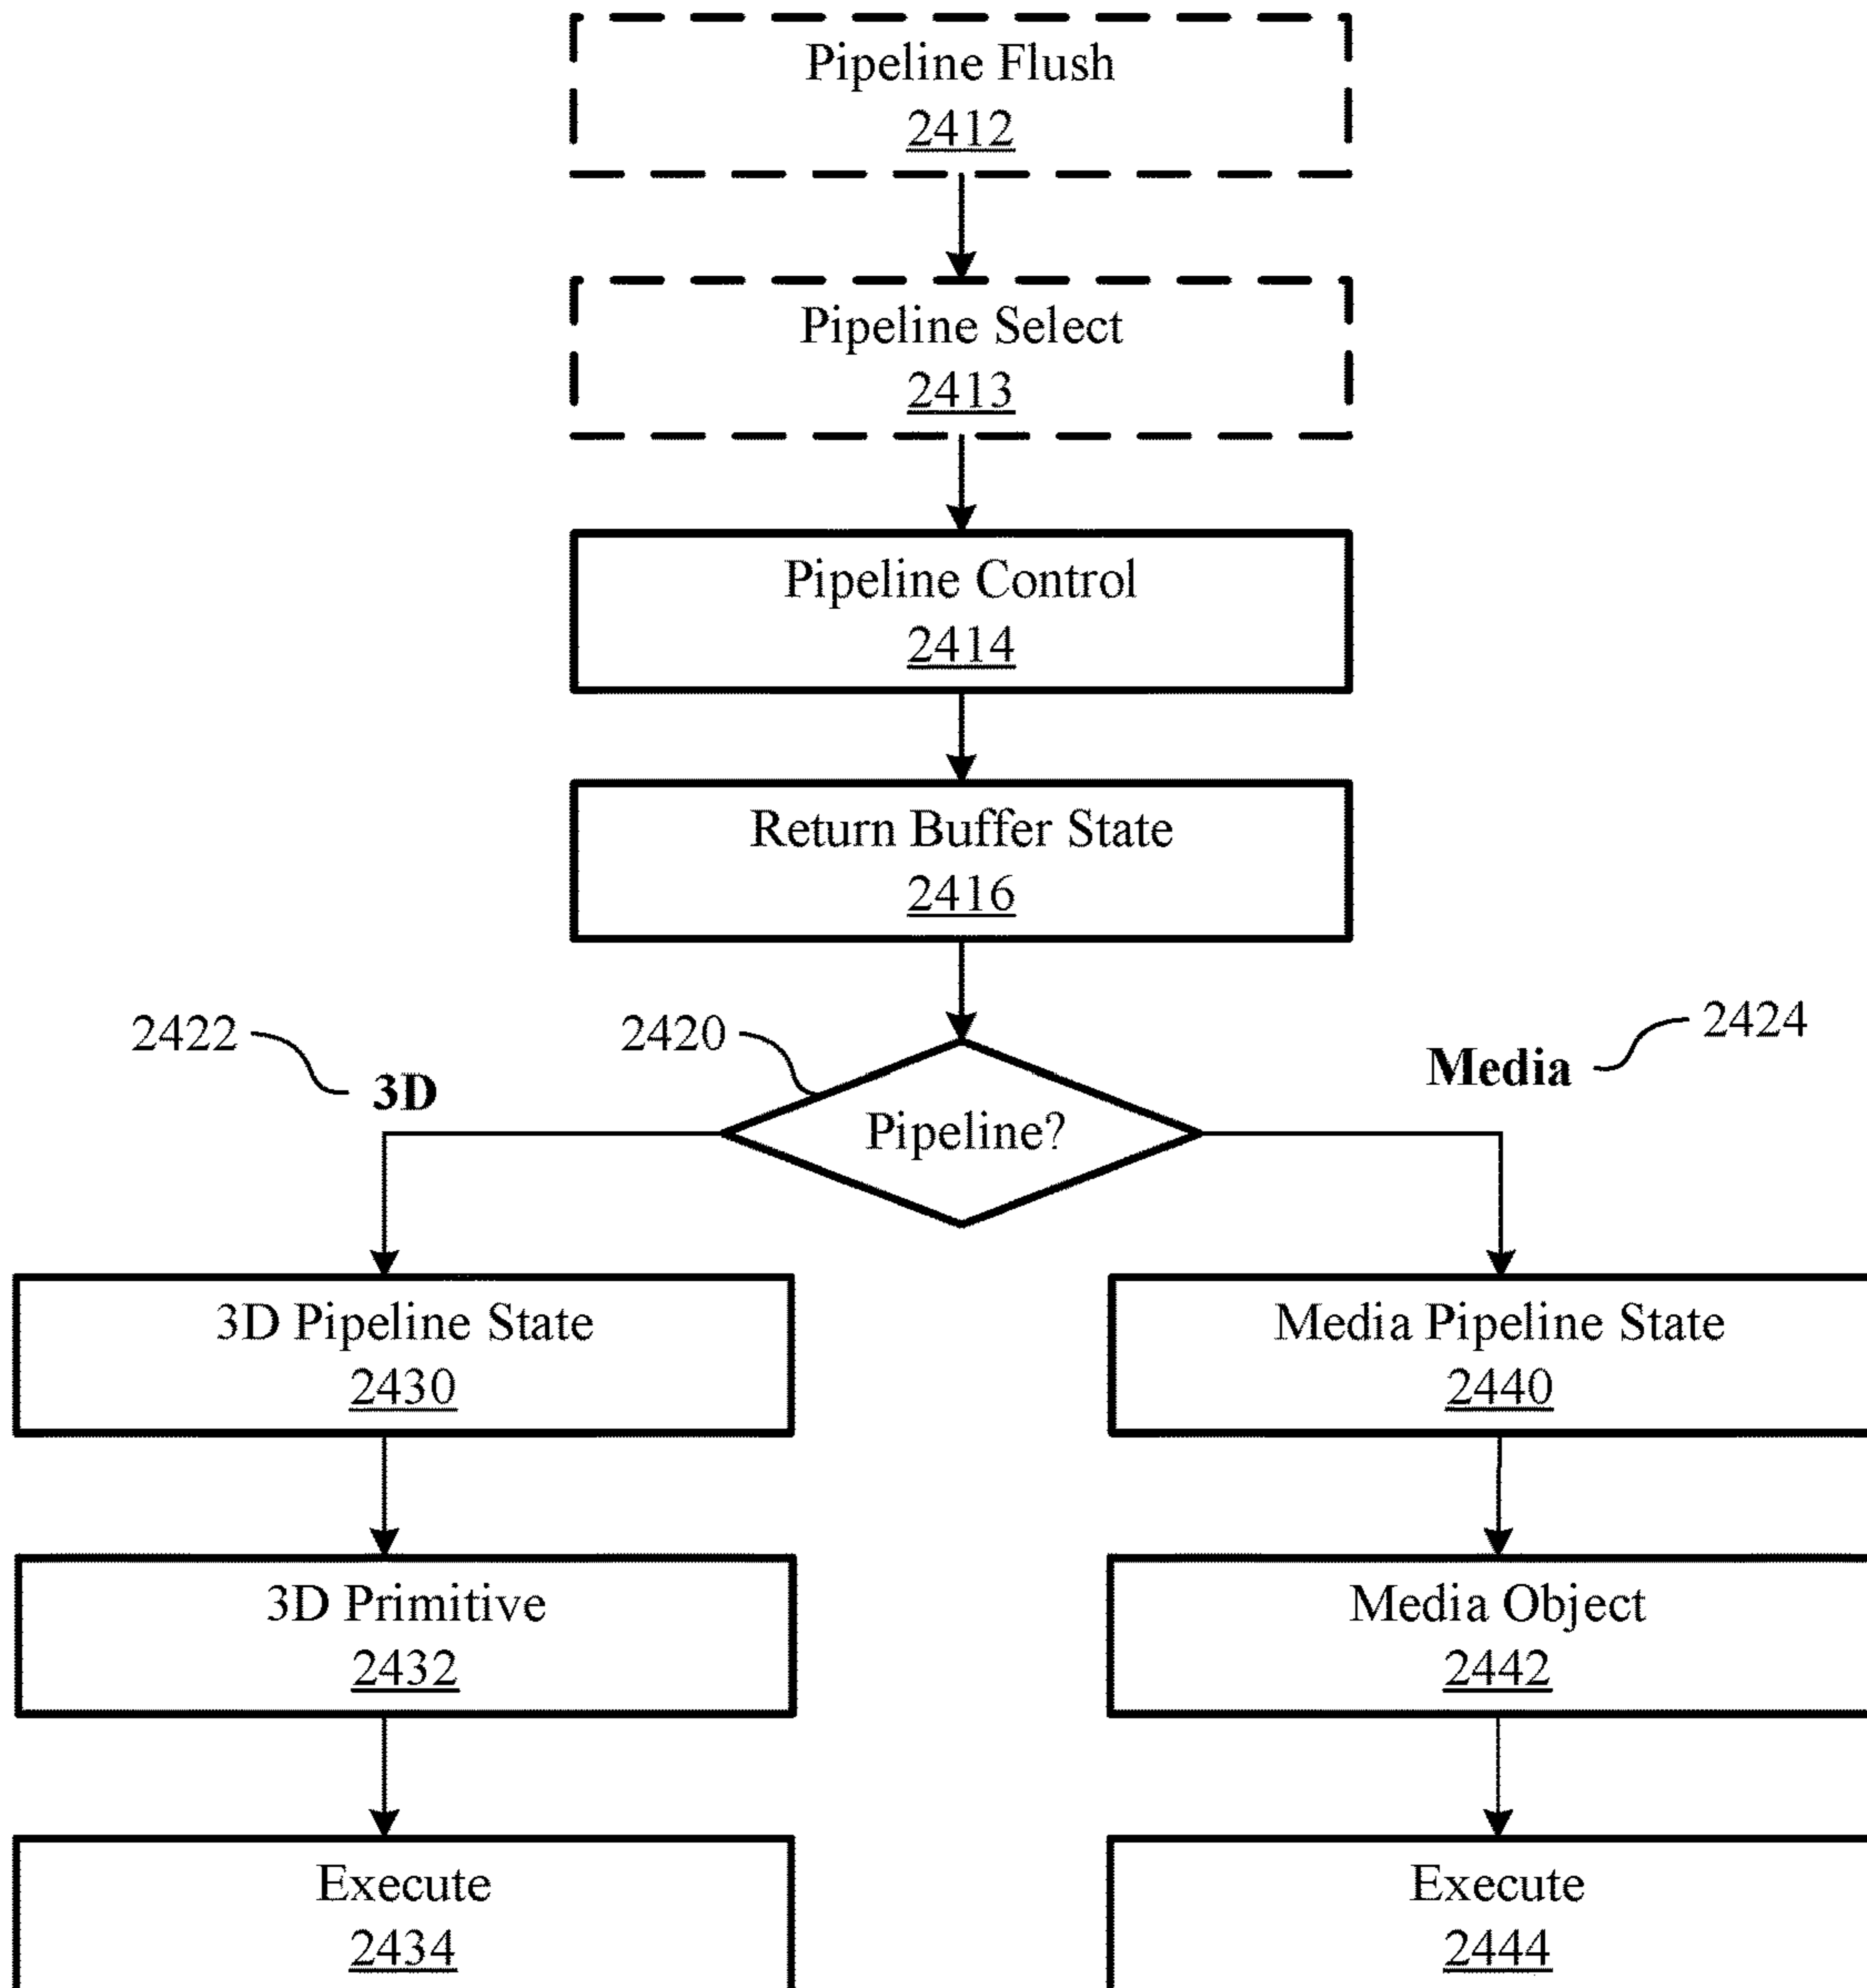 Pipeline Flush
2412
Pipeline Select
2413
Pipeline Control
2414
Return Buffer State
2416
2422
2420
2424
3D
Media
Pipeline?
3D Pipeline State
2430
Media Pipeline State
2440
3D Primitive
2432
Media Object
2442
Execute
2434
Execute
2444